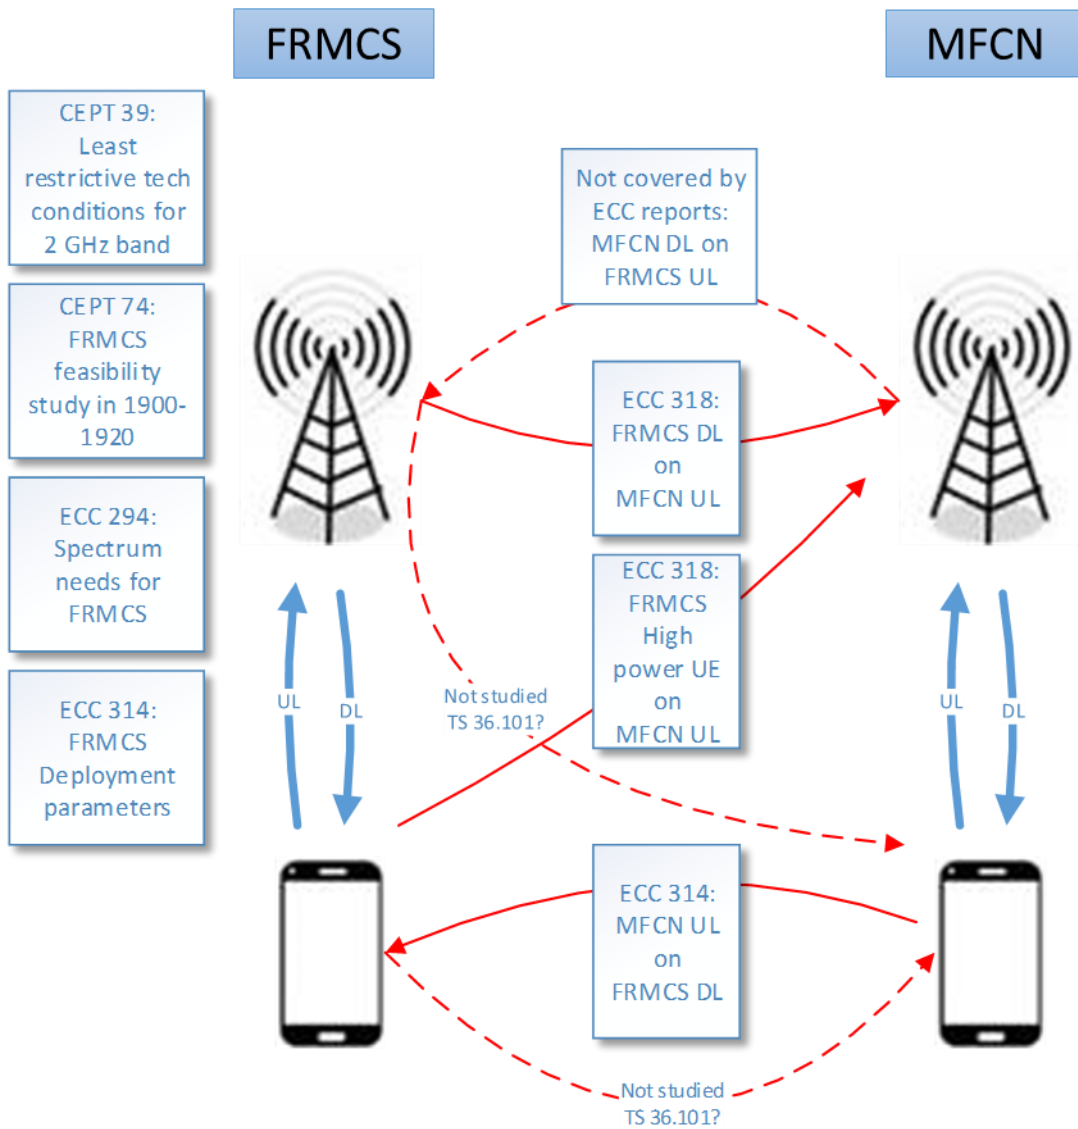 FRMCS
MFCN
CEPT 39:
Least
restrictive tech
conditions for
2 GHz band
CEPT 74:
FRMCS
feasibility
study in 1900-
1920
ECC 294:
Spectrum
needs for
FRMCS
ECC 314:
FRMCS
Deployment
parameters
Not covered by
ECC reports:
MFCN DL on
FRMCS UL
ECC 318:
FRMCS DL
on
MFCN UL
ECC 318:
FRMCS
High
power UE
on
MFCN UL
Not studied
TS 36.101?
UL
DL
UL
DL
ECC 314:
MFCN UL
on
FRMCS DL
Not studied
TS 36.101?